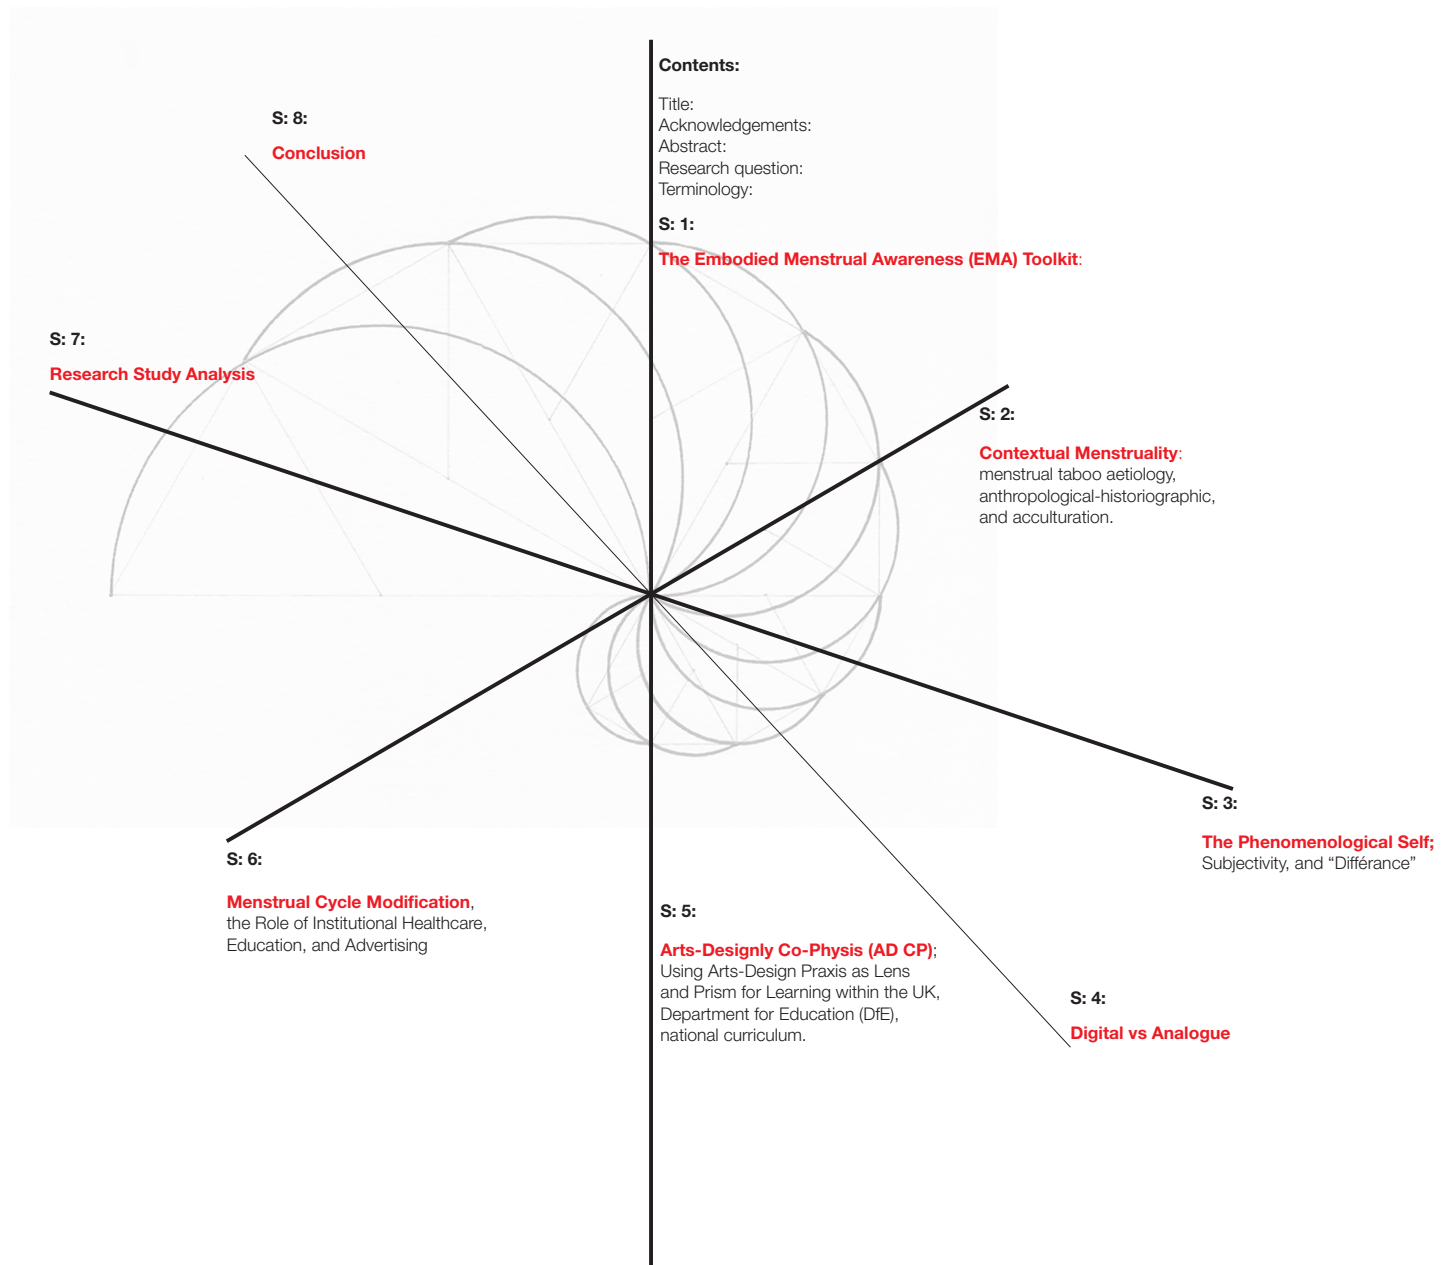 Contents:
Title:
Acknowledgements:
Abstract:
Research question:
Terminology:
S: 1:
The Embodied Menstrual Awareness (EMA) Toolkit:
S: 2:
Contextual Menstruality:
menstrual taboo aetiology,
anthropological-historiographic,
and acculturation.
S: 3:
The Phenomenological Self;
Subjectivity, and “Différance”
S: 4:
Digital vs Analogue
S: 5:
Arts-Designly Co-Physis (AD CP);
Using Arts-Design Praxis as Lens
and Prism for Learning within the UK,
Department for Education (DfE),
national curriculum.
S: 6:
Menstrual Cycle Modification,
the Role of Institutional Healthcare,
Education, and Advertising
S: 7:
Research Study Analysis
S: 8:
Conclusion